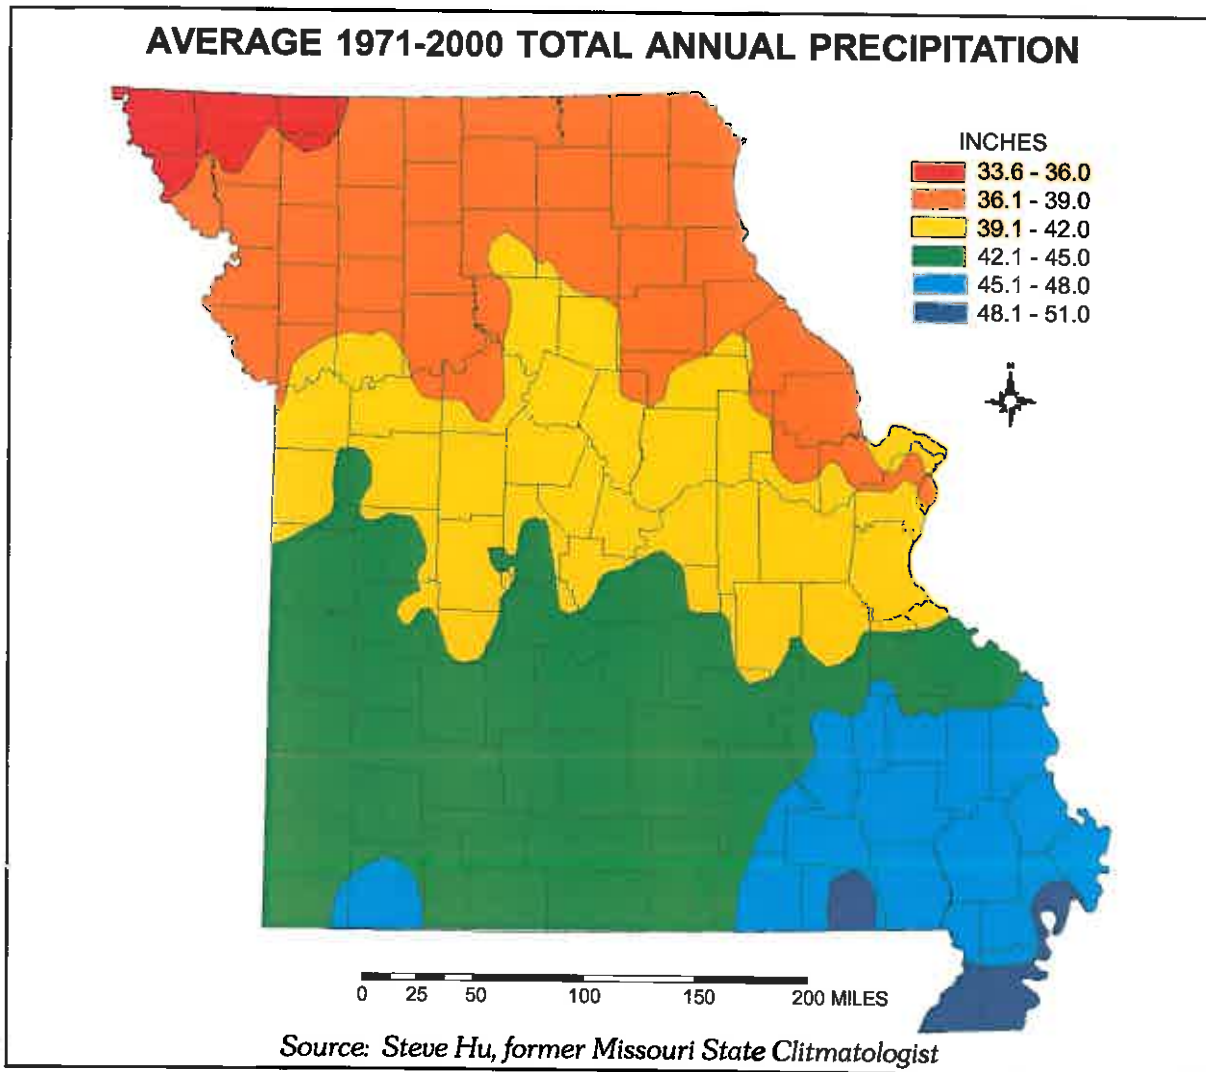 AVERAGE 1971-2000 TOTAL ANNUAL PRECIPITATION
INCHES
33.6 - 36.0
36.1 - 39.0
39.1 - 42.0
42.1 - 45.0
45.1 - 48.0
48.1 - 51.0
N
0 25 50 100 150 200 MILES
Source: Steve Hu, former Missouri State Clitmatologist